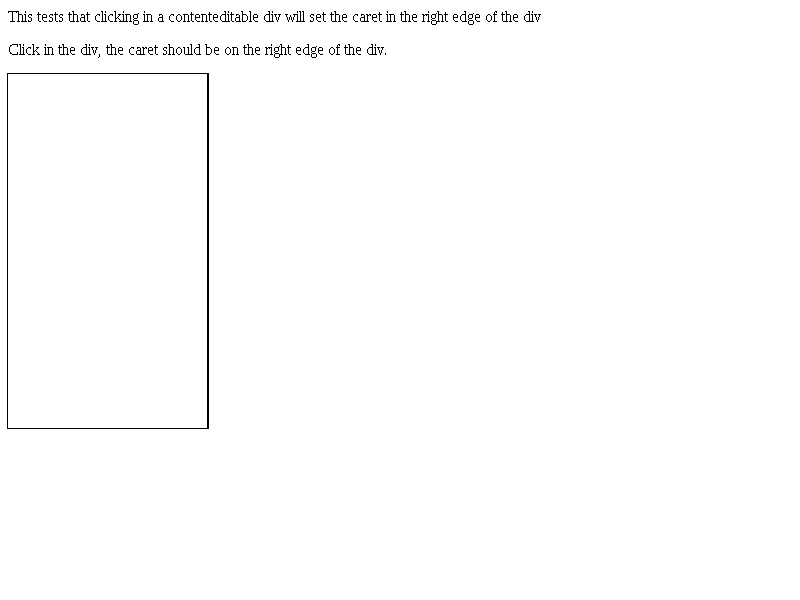 This tests that clicking in a contenteditable div will set the caret in the right edge of the div
Click in the div, the caret should be on the right edge of the div.